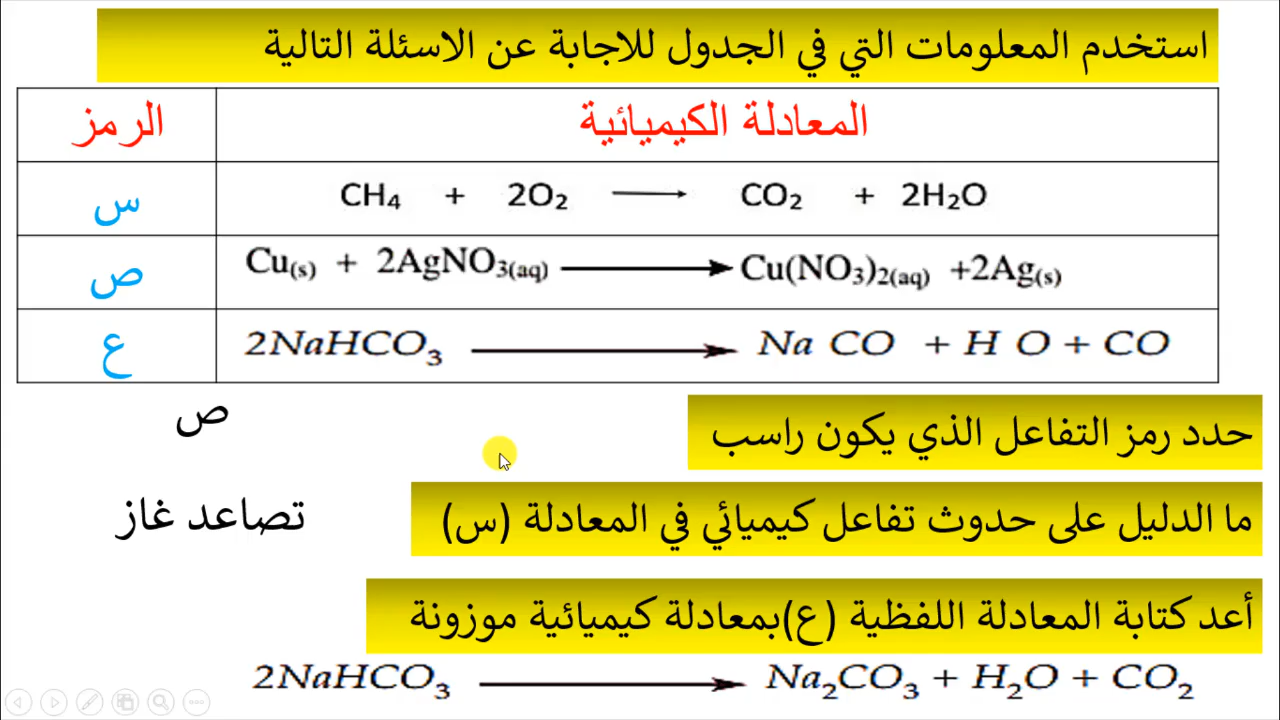 استخدم المعلومات التي في الجدول للاجابة عن الاسئلة التالية
المعادلة الكيميائية الرمز
CH₄ + 2O₂ ⟶ CO₂ + 2H₂O س
Cu(s) + 2AgNO₃(aq) ⟶ Cu(NO₃)₂(aq) +2Ag(s) ص
2NaHCO₃ ⟶ Na CO + H O + CO ع
حدد رمز التفاعل الذي يكون راسب ص
ما الدليل على حدوث تفاعل كيميائي في المعادلة (س) تصاعد غاز
أعد كتابة المعادلة اللفظية (ع)بمعادلة كيميائية موزونة
2NaHCO₃ ⟶ Na₂CO₃ + H₂O + CO₂